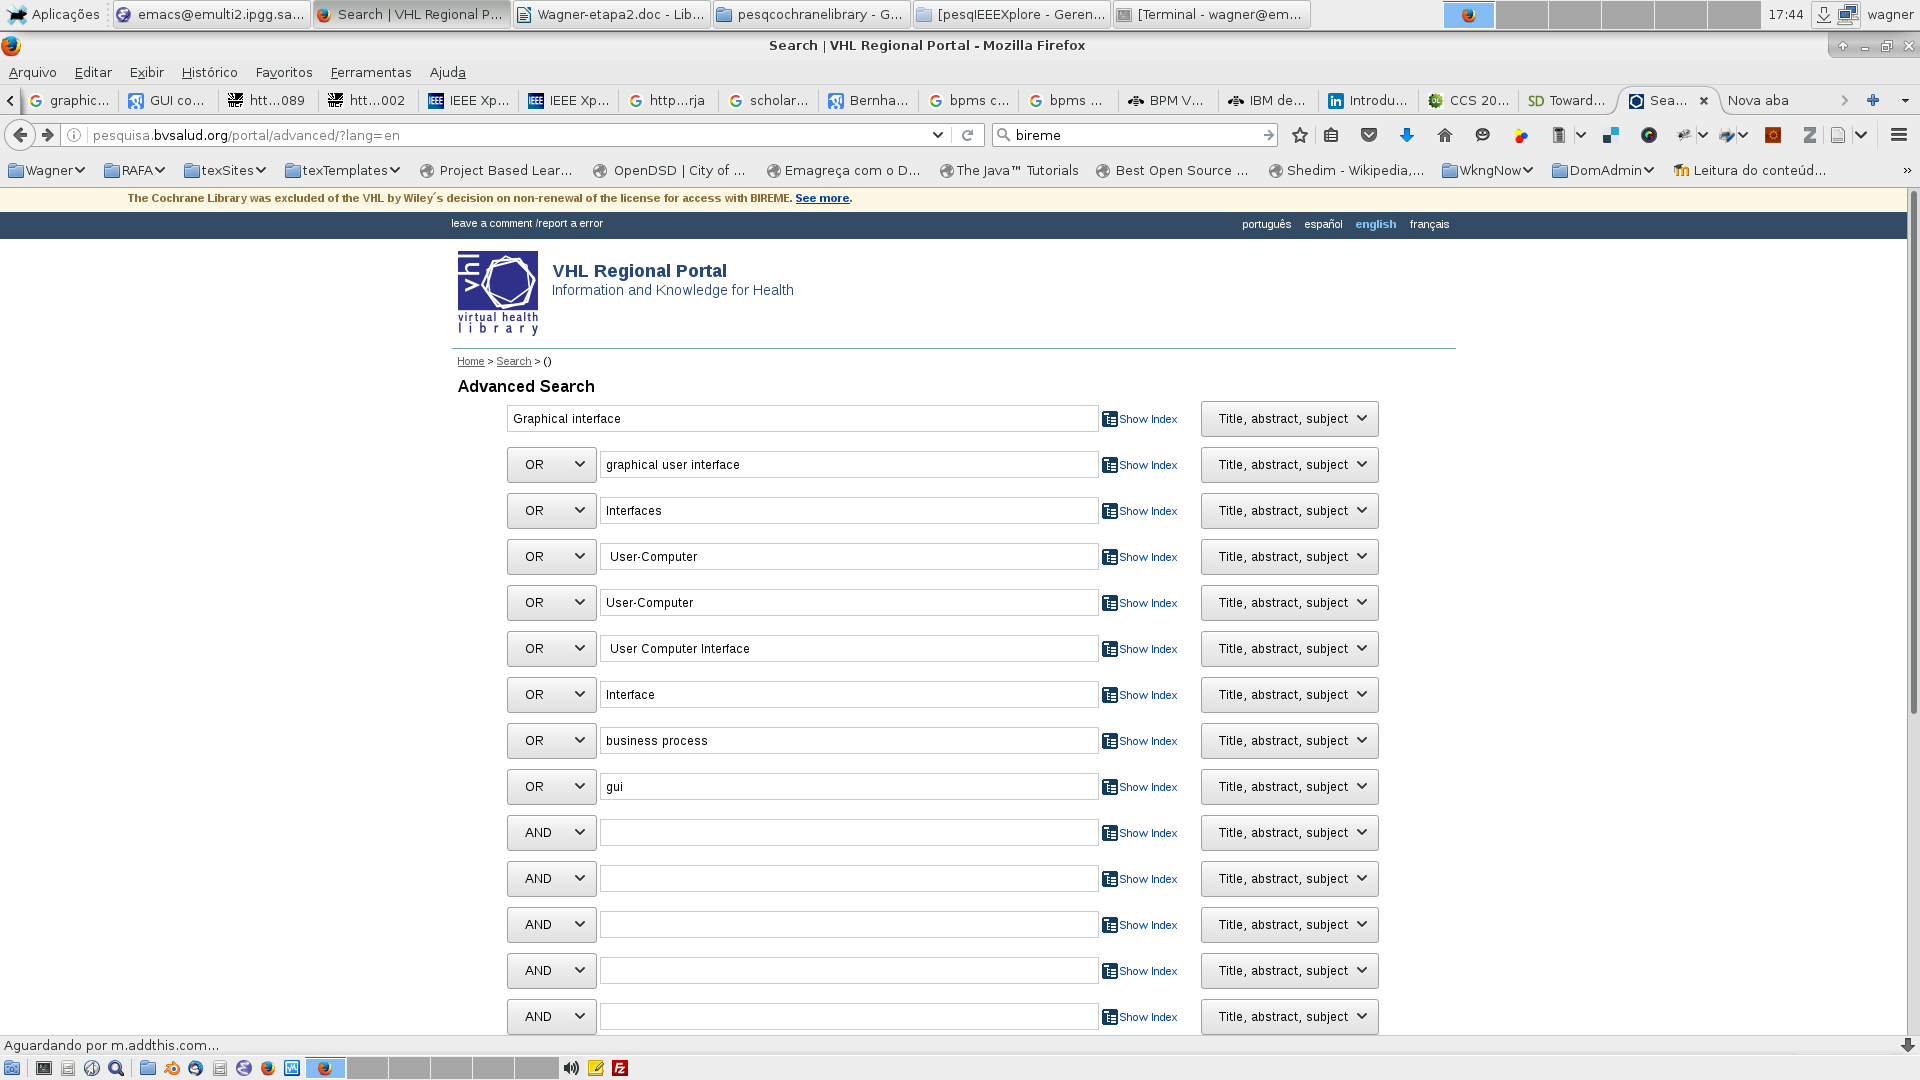 Aplicações emacs@emulti2.ipgg.sa... Search | VHL Regional P... Wagner-etapa2.doc - Lib... pesqcochranelibrary - G... [pesqIEEEXplore - Geren... [Terminal - wagner@em... 17:44 wagner
Search | VHL Regional Portal - Mozilla Firefox
Arquivo Editar Exibir Histórico Favoritos Ferramentas Ajuda
graphic... GUI co... htt...089 htt...002 IEEE Xp... IEEE Xp... http...rja scholar... Bernha... bpms c... bpms ... BPM V... IBM de... Introdu... CCS 20... Toward... Sea... Nova aba
pesquisa.bvsalud.org/portal/advanced/?lang=en bireme
Wagner RAFA texSites texTemplates Project Based Lear... OpenDSD | City of ... Emagreça com o D... The Java™ Tutorials Best Open Source ... Shedim - Wikipedia,... WkngNow DomAdmin Leitura do conteúd...
The Cochrane Library was excluded of the VHL by Wiley´s decision on non-renewal of the license for access with BIREME. See more.
leave a comment /report a error português español english français
vhl
virtual health
library
VHL Regional Portal
Information and Knowledge for Health
Home > Search > ()
Advanced Search
Graphical interface Show Index Title, abstract, subject
OR graphical user interface Show Index Title, abstract, subject
OR Interfaces Show Index Title, abstract, subject
OR User-Computer Show Index Title, abstract, subject
OR User-Computer Show Index Title, abstract, subject
OR User Computer Interface Show Index Title, abstract, subject
OR Interface Show Index Title, abstract, subject
OR business process Show Index Title, abstract, subject
OR gui Show Index Title, abstract, subject
AND Show Index Title, abstract, subject
AND Show Index Title, abstract, subject
AND Show Index Title, abstract, subject
AND Show Index Title, abstract, subject
AND Show Index Title, abstract, subject
Aguardando por m.addthis.com...